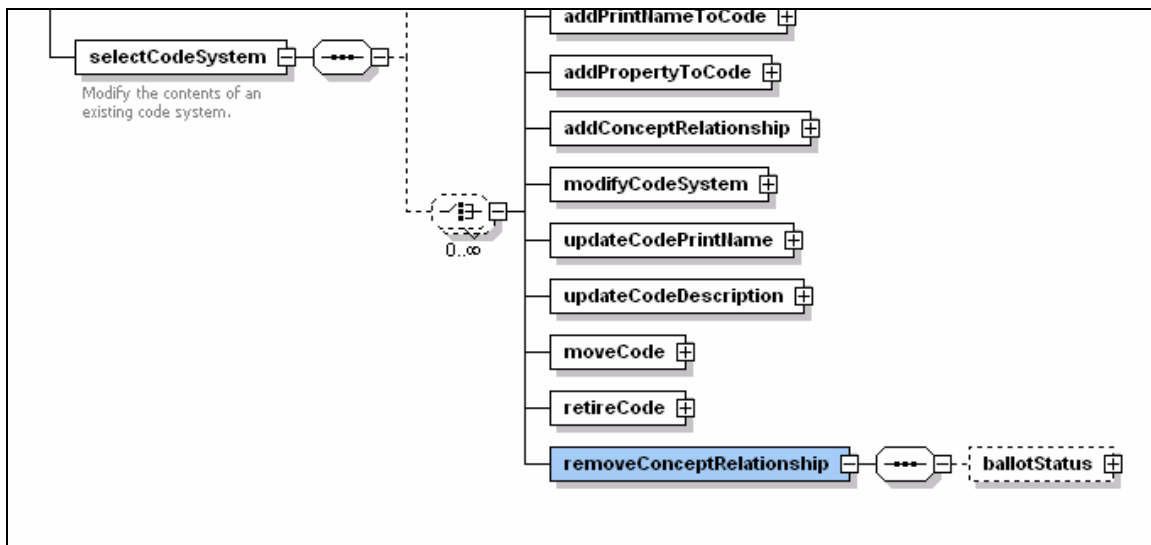 addPrintNameToCode
selectCodeSystem
Modify the contents of an
existing code system.
addPropertyToCode
addConceptRelationship
modifyCodeSystem
0..∞
updateCodePrintName
updateCodeDescription
moveCode
retireCode
removeConceptRelationship
ballotStatus